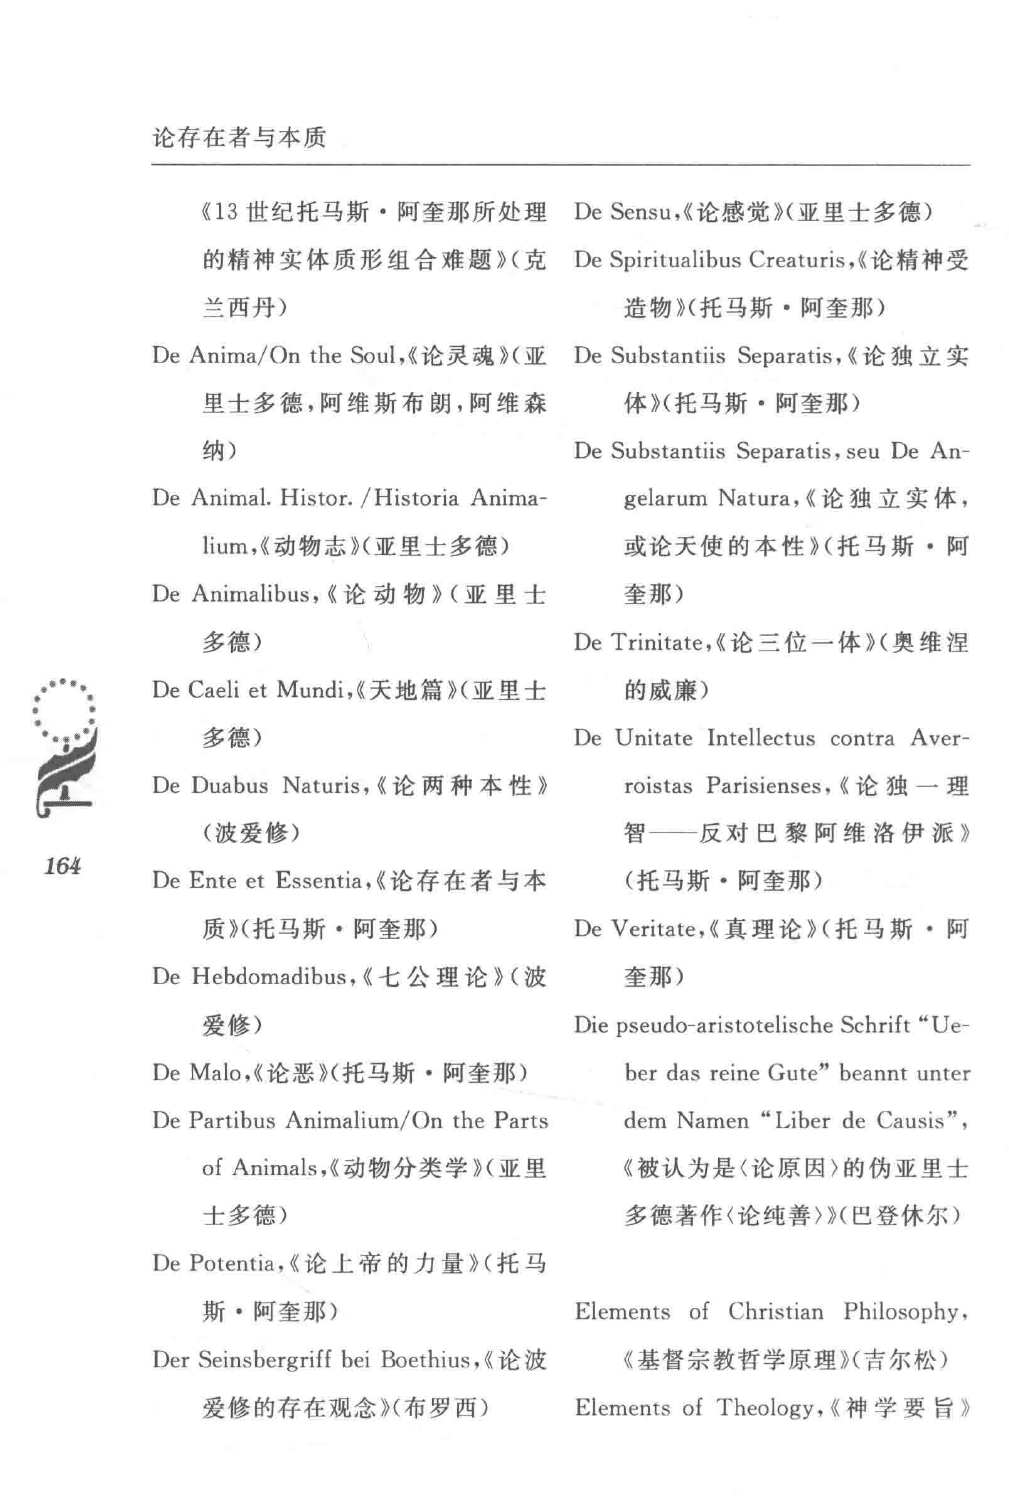 论存在者与本质
《13 世纪托马斯·阿奎那所处理
的精神实体质形组合难题》(克
兰西丹)
De Anima/On the Soul,《论灵魂》(亚
里士多德,阿维斯布朗,阿维森
纳)
De Animal. Histor. /Historia Anima-
lium,《动物志》(亚里士多德)
De Animalibus,《论动物》(亚里士
多德)
De Caeli et Mundi,《天地篇》(亚里士
多德)
De Duabus Naturis,《论两种本性》
(波爱修)
De Ente et Essentia,《论存在者与本
质》(托马斯·阿奎那)
De Hebdomadibus,《七公理论》(波
爱修)
De Malo,《论恶》(托马斯·阿奎那)
De Partibus Animalium/On the Parts
of Animals,《动物分类学》(亚里
士多德)
De Potentia,《论上帝的力量》(托马
斯·阿奎那)
Der Seinsbergriff bei Boethius,《论波
爱修的存在观念》(布罗西)
De Sensu,《论感觉》(亚里士多德)
De Spiritualibus Creaturis,《论精神受
造物》(托马斯·阿奎那)
De Substantiis Separatis,《论独立实
体》(托马斯·阿奎那)
De Substantiis Separatis, seu De An-
gelarum Natura,《论独立实体,
或论天使的本性》(托马斯·阿
奎那)
De Trinitate,《论三位一体》(奥维涅
的威廉)
De Unitate Intellectus contra Aver-
roistas Parisienses,《论独一理
智——反对巴黎阿维洛伊派》
(托马斯·阿奎那)
De Veritate,《真理论》(托马斯·阿
奎那)
Die pseudo-aristotelische Schrift “Ue-
ber das reine Gute” beannt unter
dem Namen “Liber de Causis”,
《被认为是〈论原因〉的伪亚里士
多德著作〈论纯善〉》(巴登休尔)
Elements of Christian Philosophy,
《基督宗教哲学原理》(吉尔松)
Elements of Theology,《神学要旨》
164